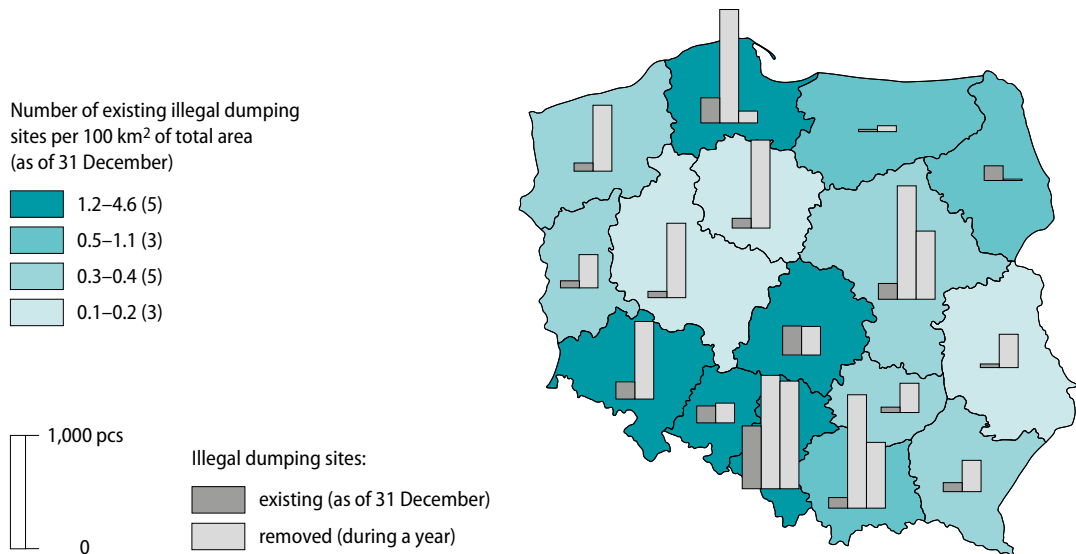 Number of existing illegal dumping
sites per 100 km² of total area
(as of 31 December)
1.2–4.6 (5)
0.5–1.1 (3)
0.3–0.4 (5)
0.1–0.2 (3)
1,000 pcs
0
Illegal dumping sites:
existing (as of 31 December)
removed (during a year)